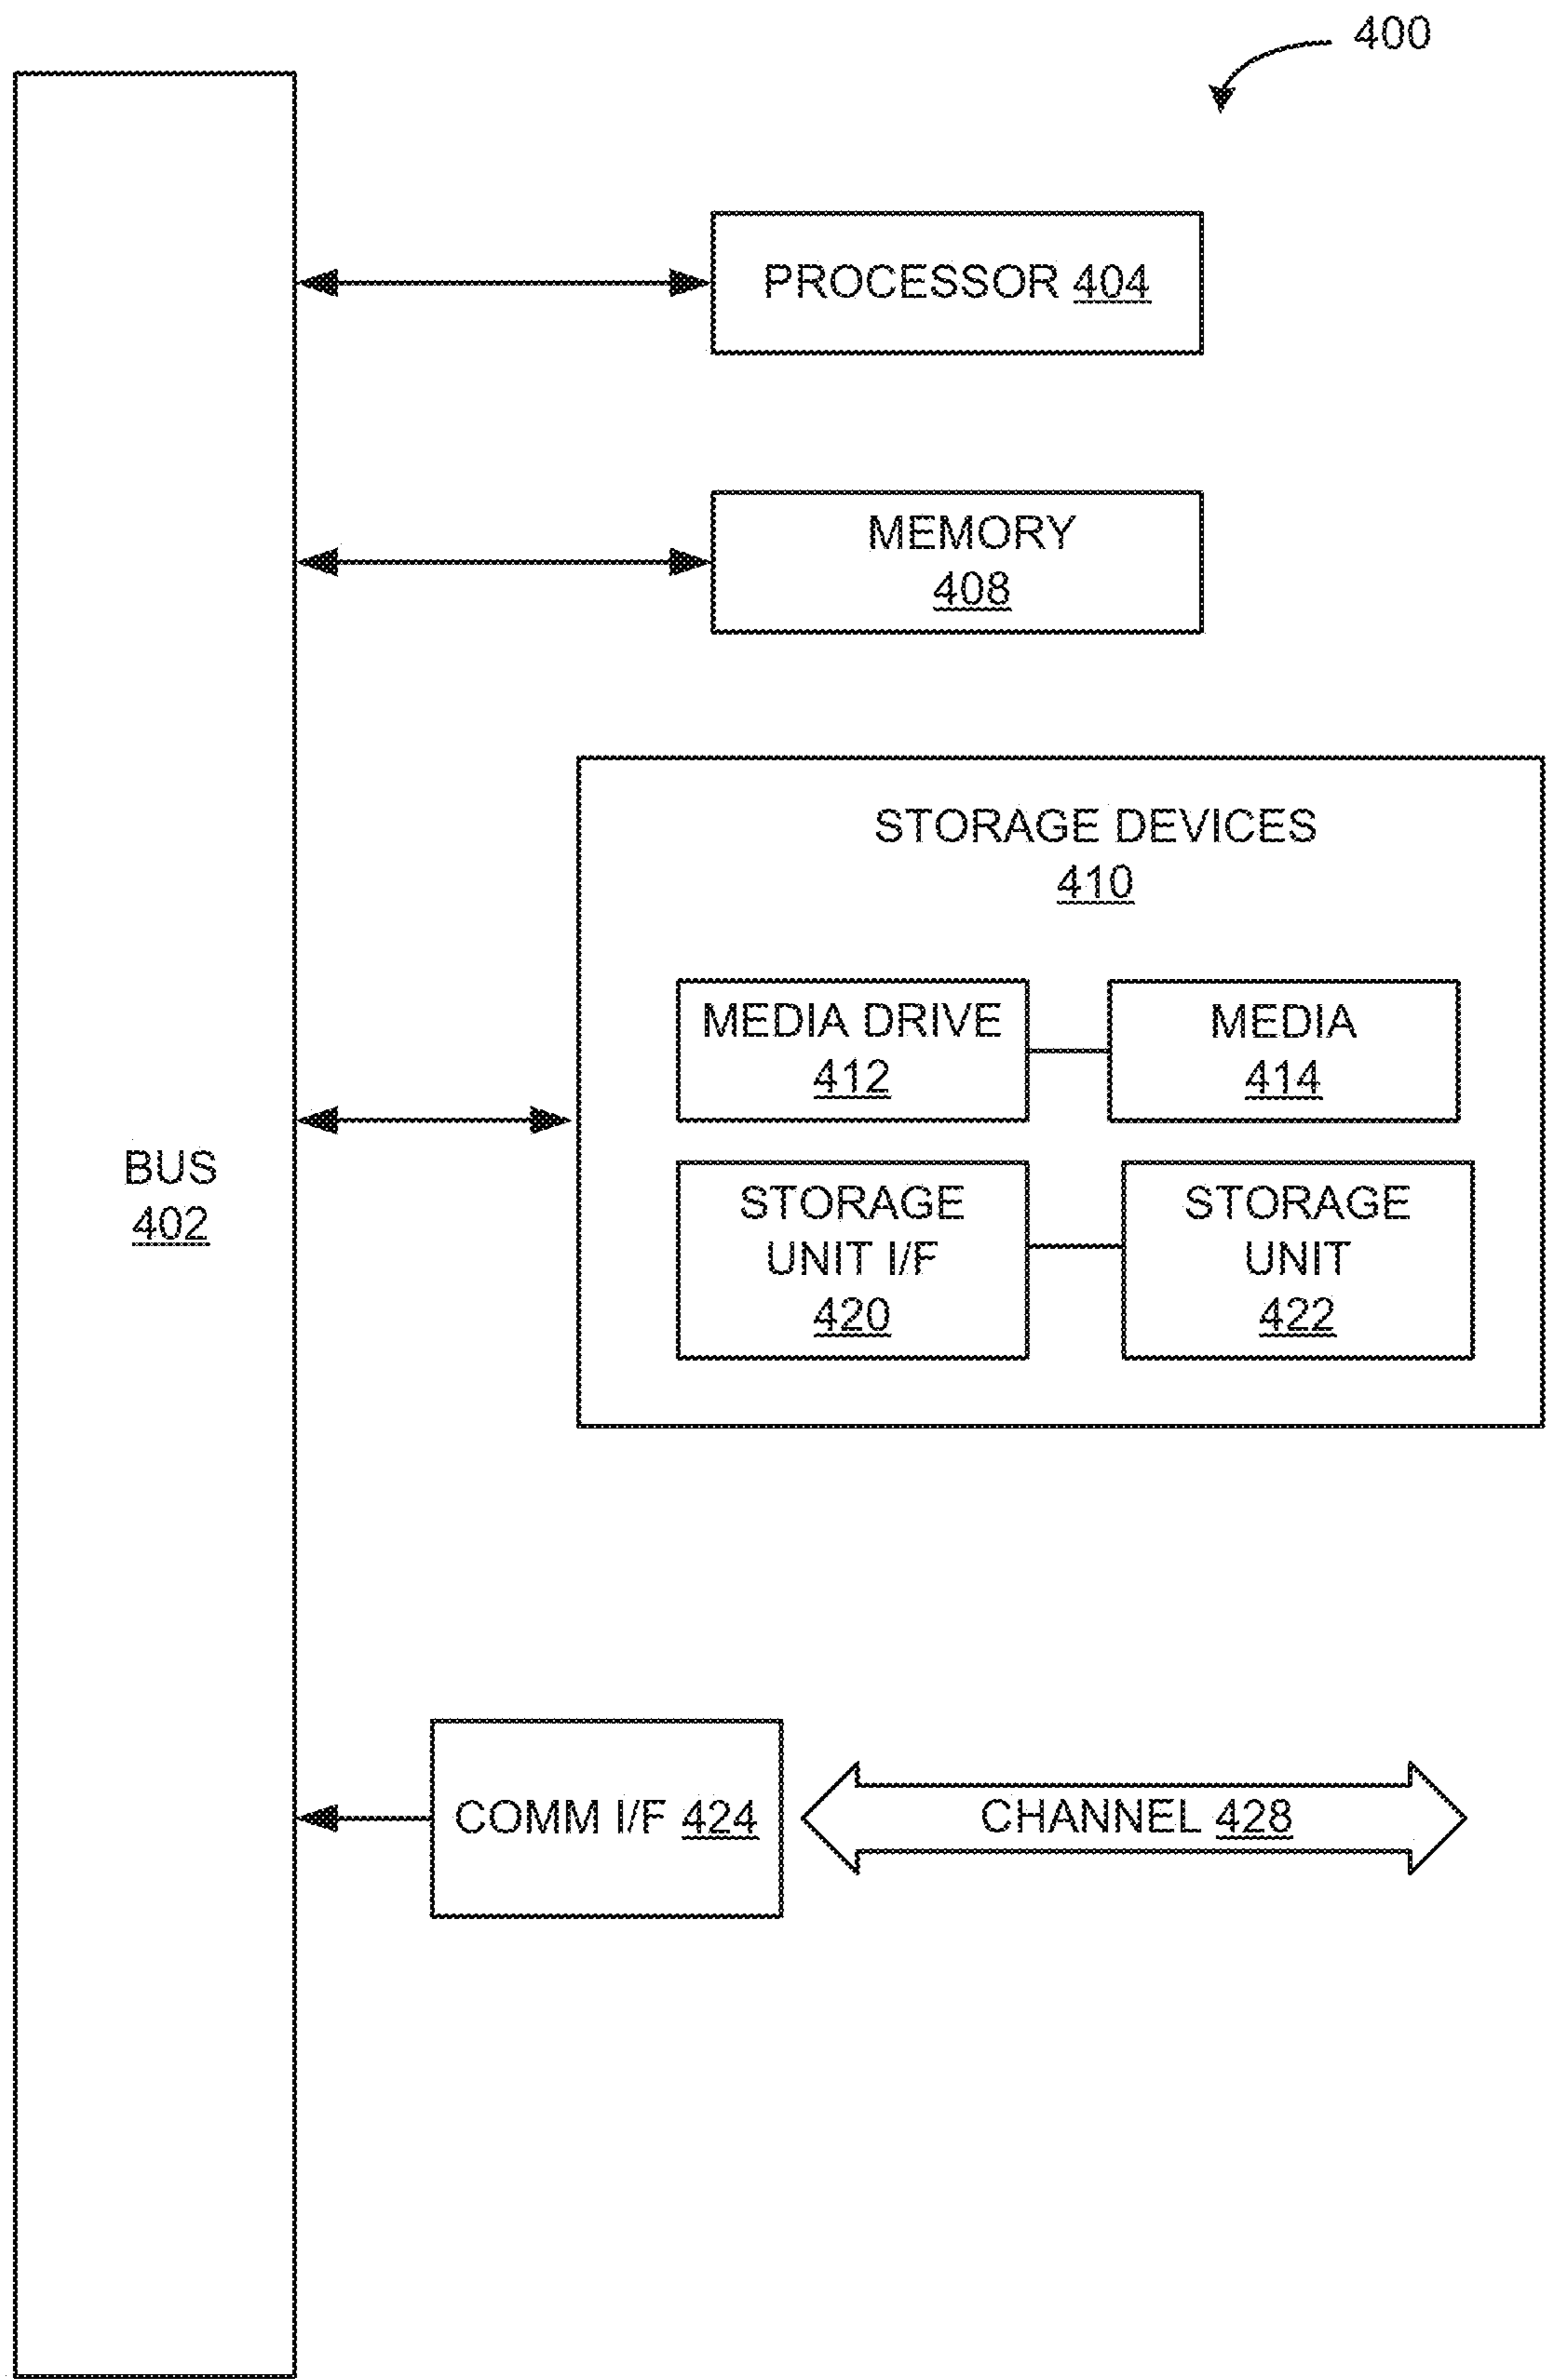 400
PROCESSOR 404
MEMORY
408
STORAGE DEVICES
410
MEDIA DRIVE
412
MEDIA
414
BUS
402
STORAGE
UNIT I/F
420
STORAGE
UNIT
422
COMM I/F 424
CHANNEL 428